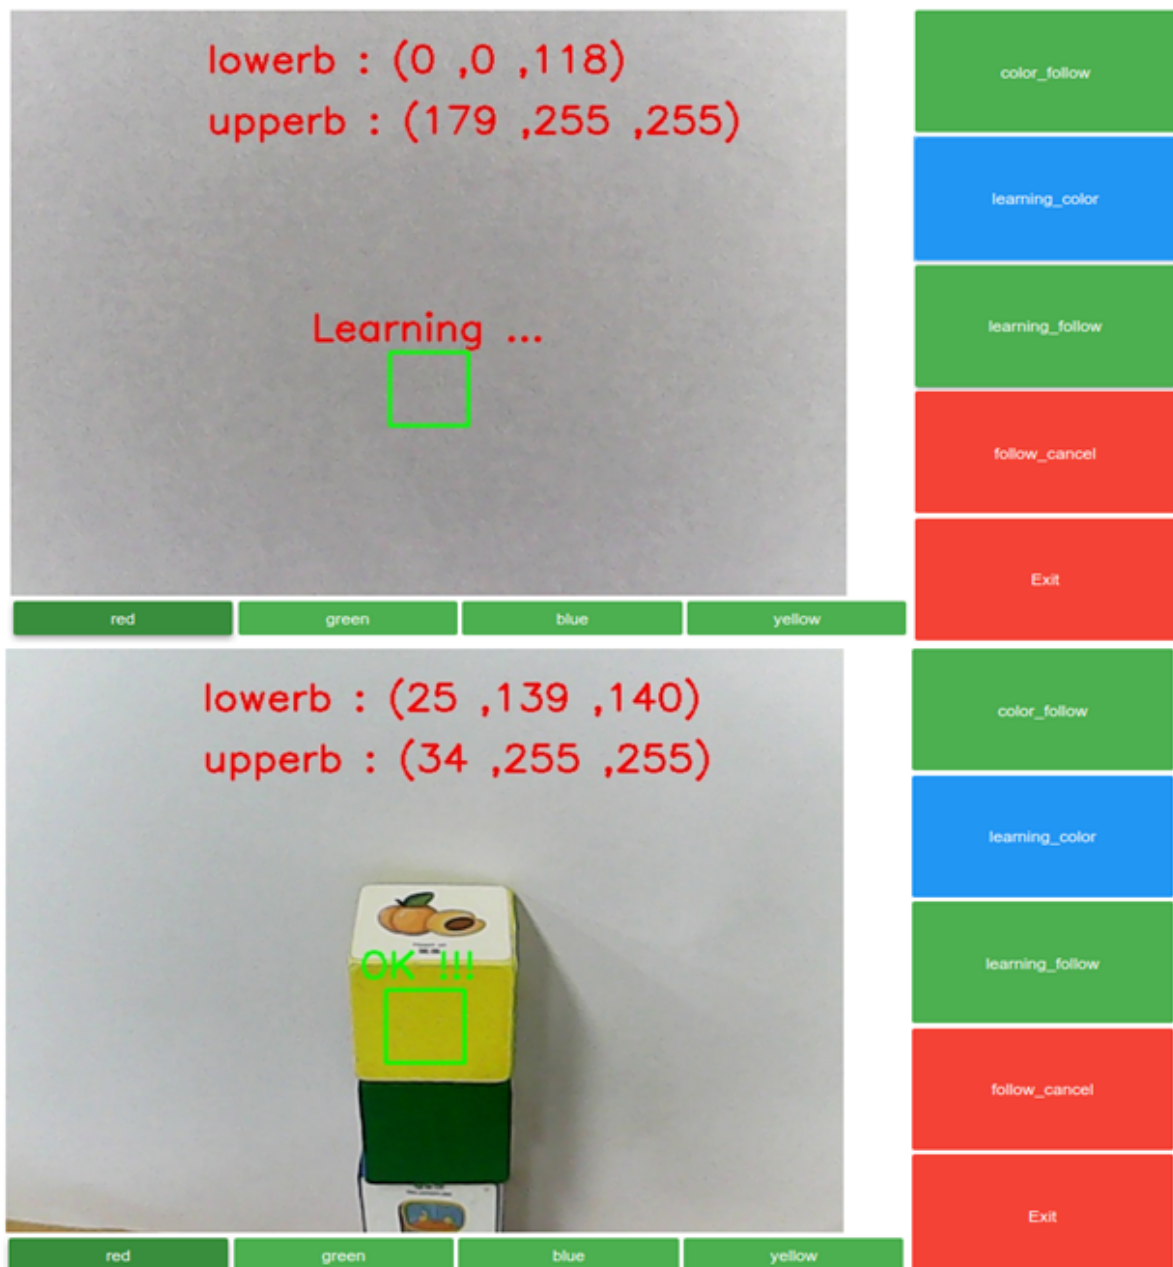 lowerb : (0 ,0 ,118)
upperb : (179 ,255 ,255)
Learning ...
color_follow
learning_color
learning_follow
follow_cancel
Exit
red
green
blue
yellow
lowerb : (25 ,139 ,140)
upperb : (34 ,255 ,255)
OK !!!
color_follow
learning_color
learning_follow
follow_cancel
Exit
red
green
blue
yellow